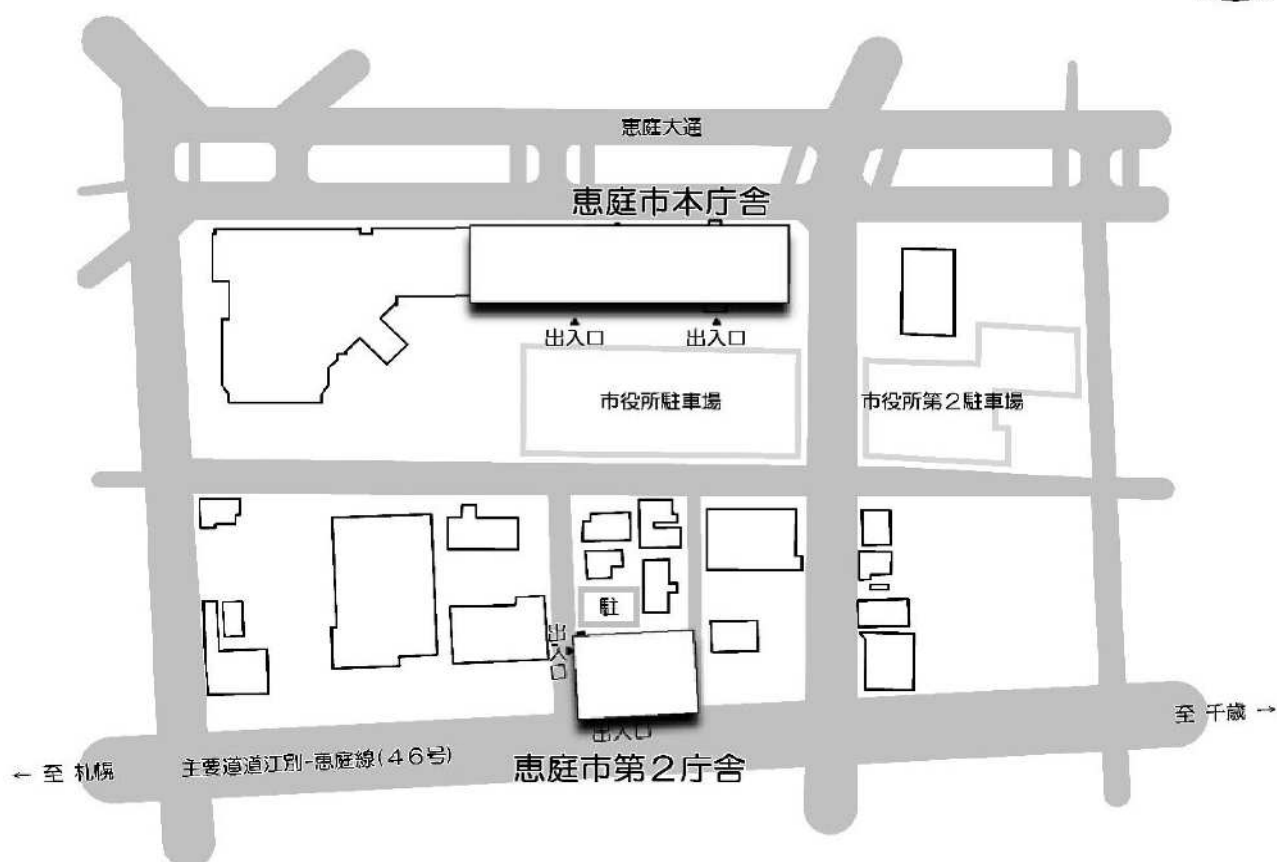 恵庭大通
恵庭市本庁舎
出入口
出入口
市役所駐車場
市役所第2駐車場
駐
出入口
出入口
至 千歳 →
← 至 札幌
主要道道江別-恵庭線(46号)
恵庭市第2庁舎